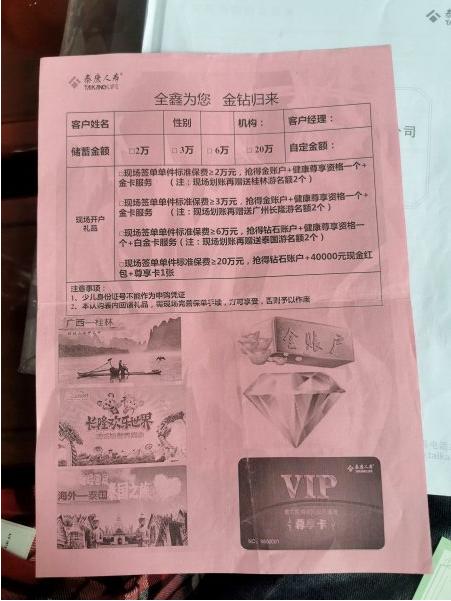 泰康人寿
TAIKANGLIFE
全鑫为您 金钻归来
客户姓名 性别 机构： 客户经理：
储蓄金额 □2万 □3万 □6万 □20万 自定金额：
现场开户礼品
□现场签单单件标准保费≥2万元，抢得金账户+健康尊享资格一个+
金卡服务 （注：现场划账再赠送桂林游名额2个）
□现场签单单件标准保费≥3万元，抢得金账户+健康尊享资格一个+
金卡服务 （注：现场划账再赠送广州长隆游名额2个）
□现场签单单件标准保费≥6万元，抢得钻石账户+健康尊享资格一
个+白金卡服务（注：现场划账再赠送泰国游名额2个）
□现场签单单件标准保费≥20万元，抢得钻石账户+40000元现金红
包+尊享卡1张
注意事项：
1、少儿身份证号不能作为申购凭证
2、本认购表内回馈礼品，需现场完善保单手续，方可享受，否则予以作废
广西—桂林
金账户
长隆欢乐世界
海外—泰国
泰国之旅
泰康人寿
VIP
尊享卡
公司